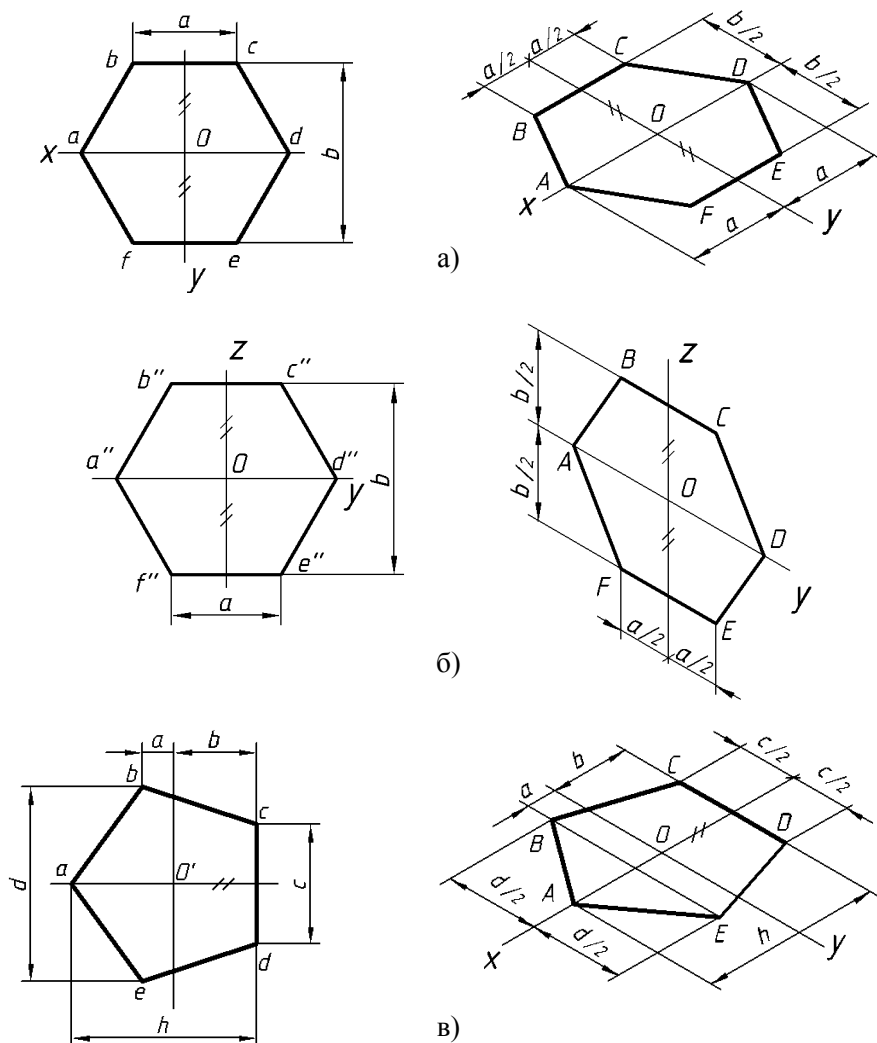 a
b c
a x O d b
f e
y
a/2 a/2 C b/2
D b/2
B O
A E a
x F a y
а)
z
b'' c''
a'' O d'' b
y
f'' e''
a
B z
b/2
C
A O
b/2
D
F y
E
a/2 a/2
б)
a b
b
c
d a O' c
d
e
h
a b C c/2 c/2
B O D
A
d/2 E h
x d/2 y
в)